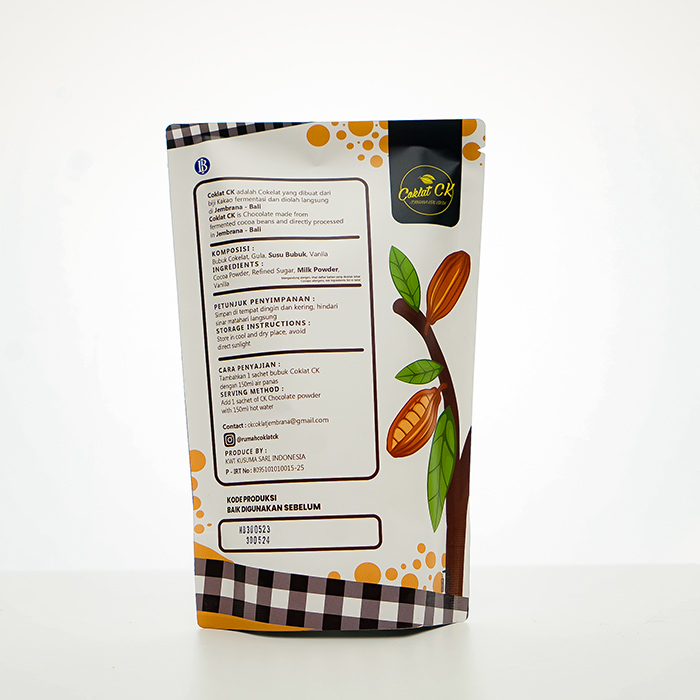 Coklat CK
Coklat CK adalah Cokelat yang dibuat dari
biji Kakao fermentasi dan diolah langsung
di Jembrana - Bali
Coklat CK is Chocolate made from
fermented cocoa beans and directly processed
in Jembrana - Bali
KOMPOSISI :
Bubuk Cokelat, Gula, Susu Bubuk, Vanila
INGREDIENTS :
Cocoa Powder, Refined Sugar, Milk Powder,
Vanilla
PETUNJUK PENYIMPANAN :
Simpan di tempat dingin dan kering, hindari
sinar matahari langsung
STORAGE INSTRUCTIONS :
Store in cool and dry place, avoid
direct sunlight
CARA PENYAJIAN :
Tambahkan 1 sachet bubuk Coklat CK
dengan 150ml air panas
SERVING METHOD :
Add 1 sachet of CK Chocolate powder
with 150ml hot water
Contact : ckcoklatjembrana@gmail.com
@rumahcoklatck
PRODUCE BY :
KWT KUSUMA SARI, INDONESIA
P - IRT No : 8095101010015-25
KODE PRODUKSI
BAIK DIGUNAKAN SEBELUM
HB300523
300524